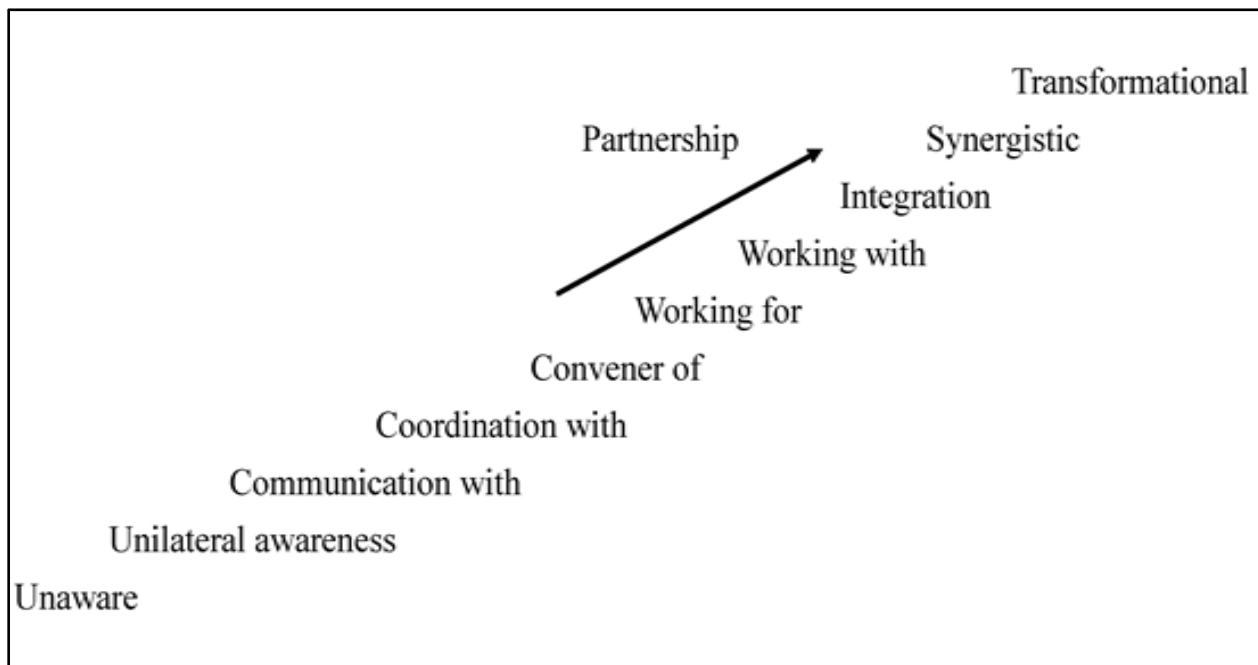 Transformational
Partnership
Synergistic
Integration
Working with
Working for
Convener of
Coordination with
Communication with
Unilateral awareness
Unaware